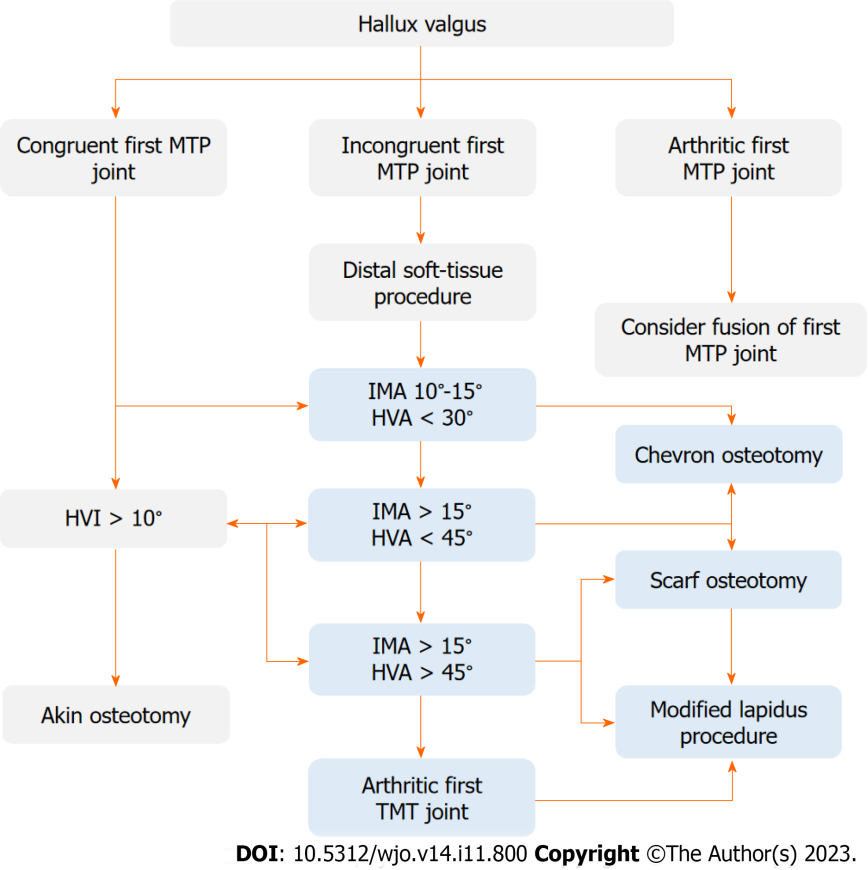 Hallux valgus
Congruent first MTP
joint
Incongruent first
MTP joint
Arthritic first
MTP joint
Distal soft-tissue
procedure
Consider fusion of first
MTP joint
IMA 10°-15°
HVA < 30°
Chevron osteotomy
HVI > 10°
IMA > 15°
HVA < 45°
Scarf osteotomy
IMA > 15°
HVA > 45°
Akin osteotomy
Modified lapidus
procedure
Arthritic first
TMT joint
DOI: 10.5312/wjo.v14.i11.800 Copyright ©The Author(s) 2023.